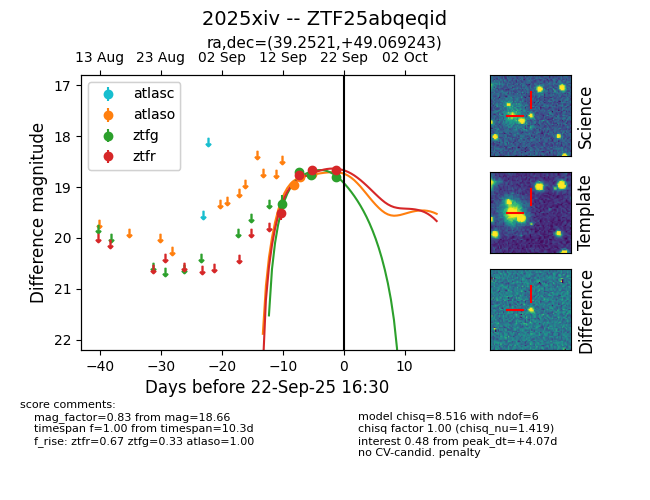 2025xiv -- ZTF25abqeqid
ra,dec=(39.2521,+49.069243)
13 Aug 23 Aug 02 Sep 12 Sep 22 Sep 02 Oct
17
18
19
20
21
22
Difference magnitude
atlasc
atlaso
ztfg
ztfr
−40 −30 −20 −10 0 10
Days before 22-Sep-25 16:30
Science
Template
Difference
score comments:
mag_factor=0.83 from mag=18.66
timespan f=1.00 from timespan=10.3d
f_rise: ztfr=0.67 ztfg=0.33 atlaso=1.00
model chisq=8.516 with ndof=6
chisq factor 1.00 (chisq_nu=1.419)
interest 0.48 from peak_dt=+4.07d
no CV-candid. penalty